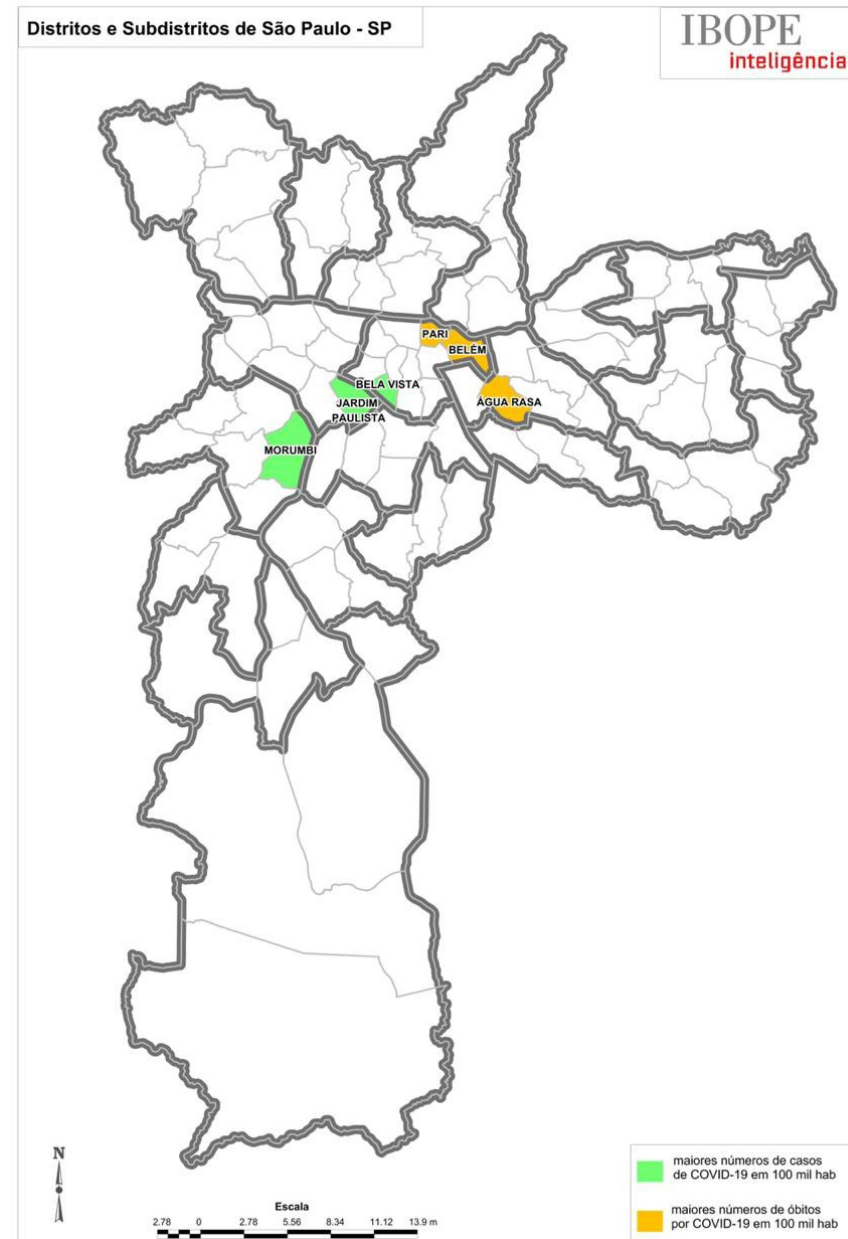 Distritos e Subdistritos de São Paulo - SP
IBOPE
inteligência
PARI
BELÉM
BELA VISTA
JARDIM
PAULISTA
ÁGUA RASA
MORUMBI
N
Escala
2.78 0 2.78 5.56 8.34 11.12 13.9 m
maiores números de casos
de COVID-19 em 100 mil hab
maiores números de óbitos
por COVID-19 em 100 mil hab